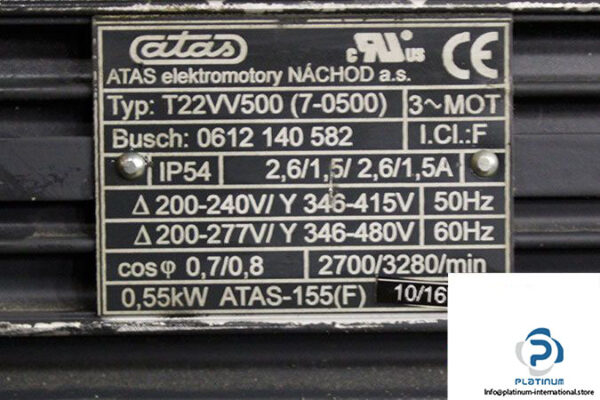 atas
c RU us CE
ATAS elektromotory NÁCHOD a.s.
Typ: T22VV500 (7-0500) 3~MOT
Busch: 0612 140 582 I.Cl.:F
IP54 2,6/1,5/ 2,6/1,5A
Δ 200-240V/ Y 346-415V 50Hz
Δ 200-277V/ Y 346-480V 60Hz
cos φ 0,7/0,8 2700/3280/min
0,55kW ATAS-155(F) 10/16
PLATINUM
Info@platinum-international.store